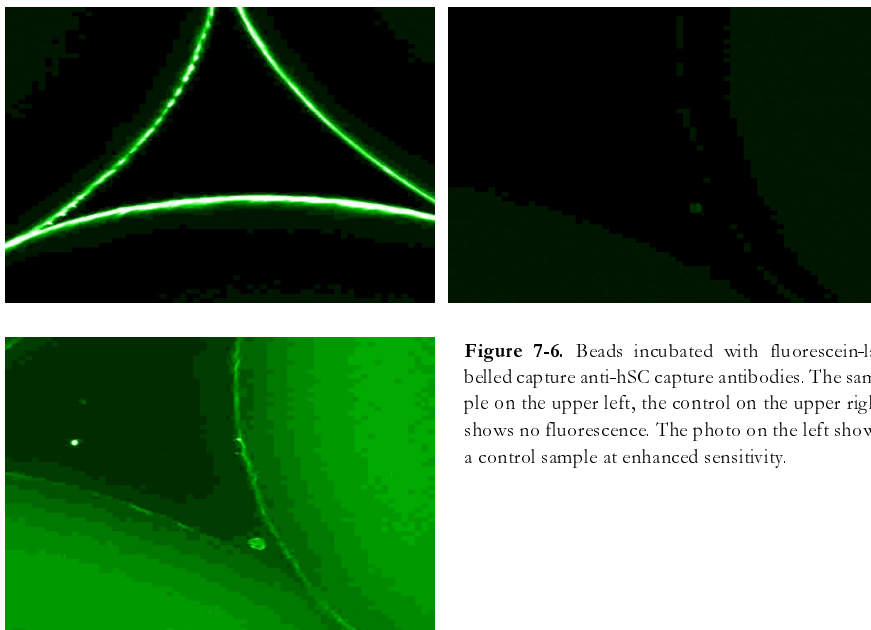 Figure 7-6. Beads incubated with fluorescein-la
belled capture anti-hSC capture antibodies. The sam
ple on the upper left, the control on the upper righ
shows no fluorescence. The photo on the left show
a control sample at enhanced sensitivity.